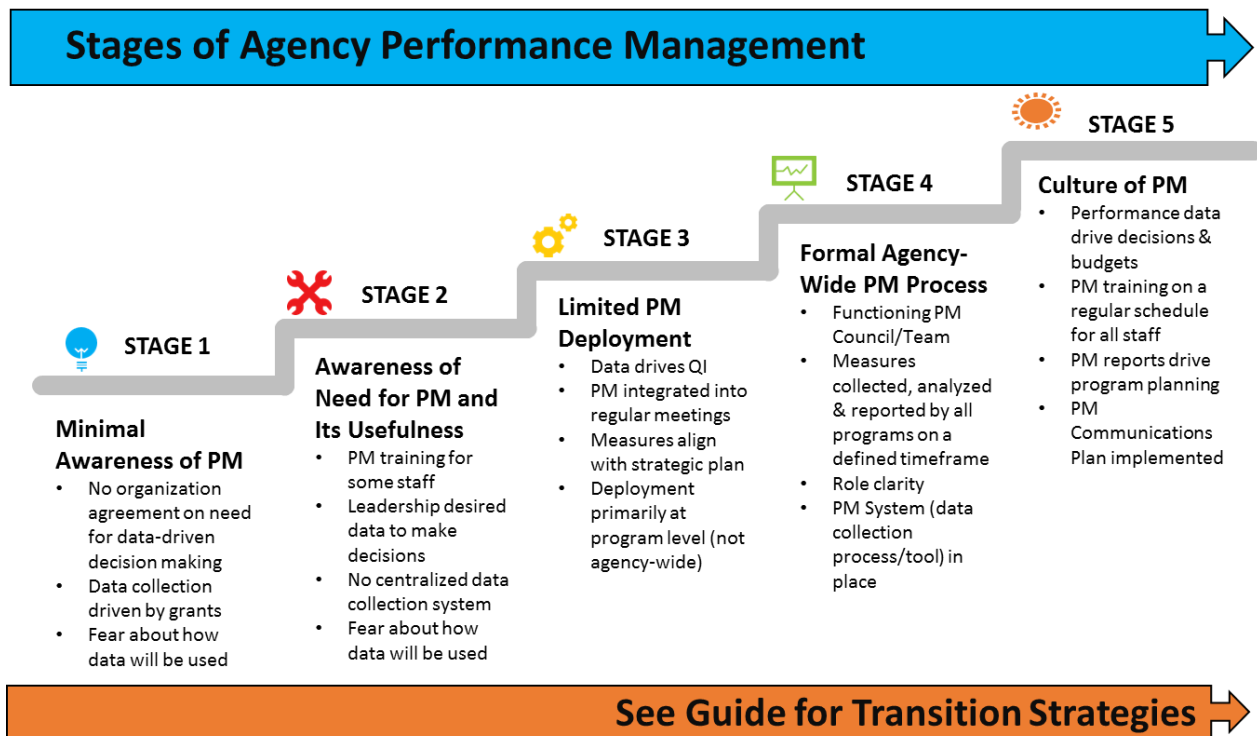 Stages of Agency Performance Management
STAGE 1
Minimal
Awareness of PM
• No organization
agreement on need
for data-driven
decision making
• Data collection
driven by grants
• Fear about how
data will be used
STAGE 2
Awareness of
Need for PM and
Its Usefulness
• PM training for
some staff
• Leadership desired
data to make
decisions
• No centralized data
collection system
• Fear about how
data will be used
STAGE 3
Limited PM
Deployment
• Data drives QI
• PM integrated into
regular meetings
• Measures align
with strategic plan
• Deployment
primarily at
program level (not
agency-wide)
STAGE 4
Formal Agency-
Wide PM Process
• Functioning PM
Council/Team
• Measures
collected, analyzed
& reported by all
programs on a
defined timeframe
• Role clarity
• PM System (data
collection
process/tool) in
place
STAGE 5
Culture of PM
• Performance data
drive decisions &
budgets
• PM training on a
regular schedule
for all staff
• PM reports drive
program planning
• PM
Communications
Plan implemented
See Guide for Transition Strategies